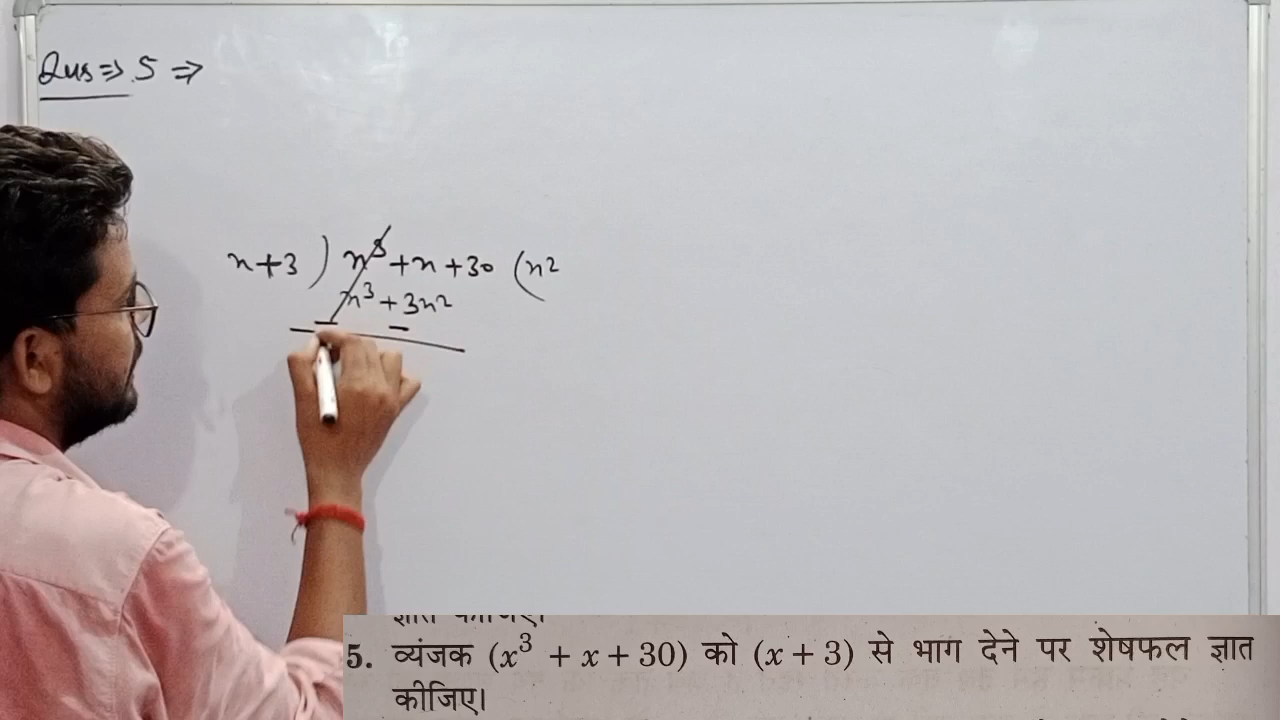 Qus ⇒ 5 ⇒
x+3 ) x³ + x + 30 ( x²
x³ + 3x²
— —
5. व्यंजक (x³ + x + 30) को (x + 3) से भाग देने पर शेषफल ज्ञात
कीजिए।